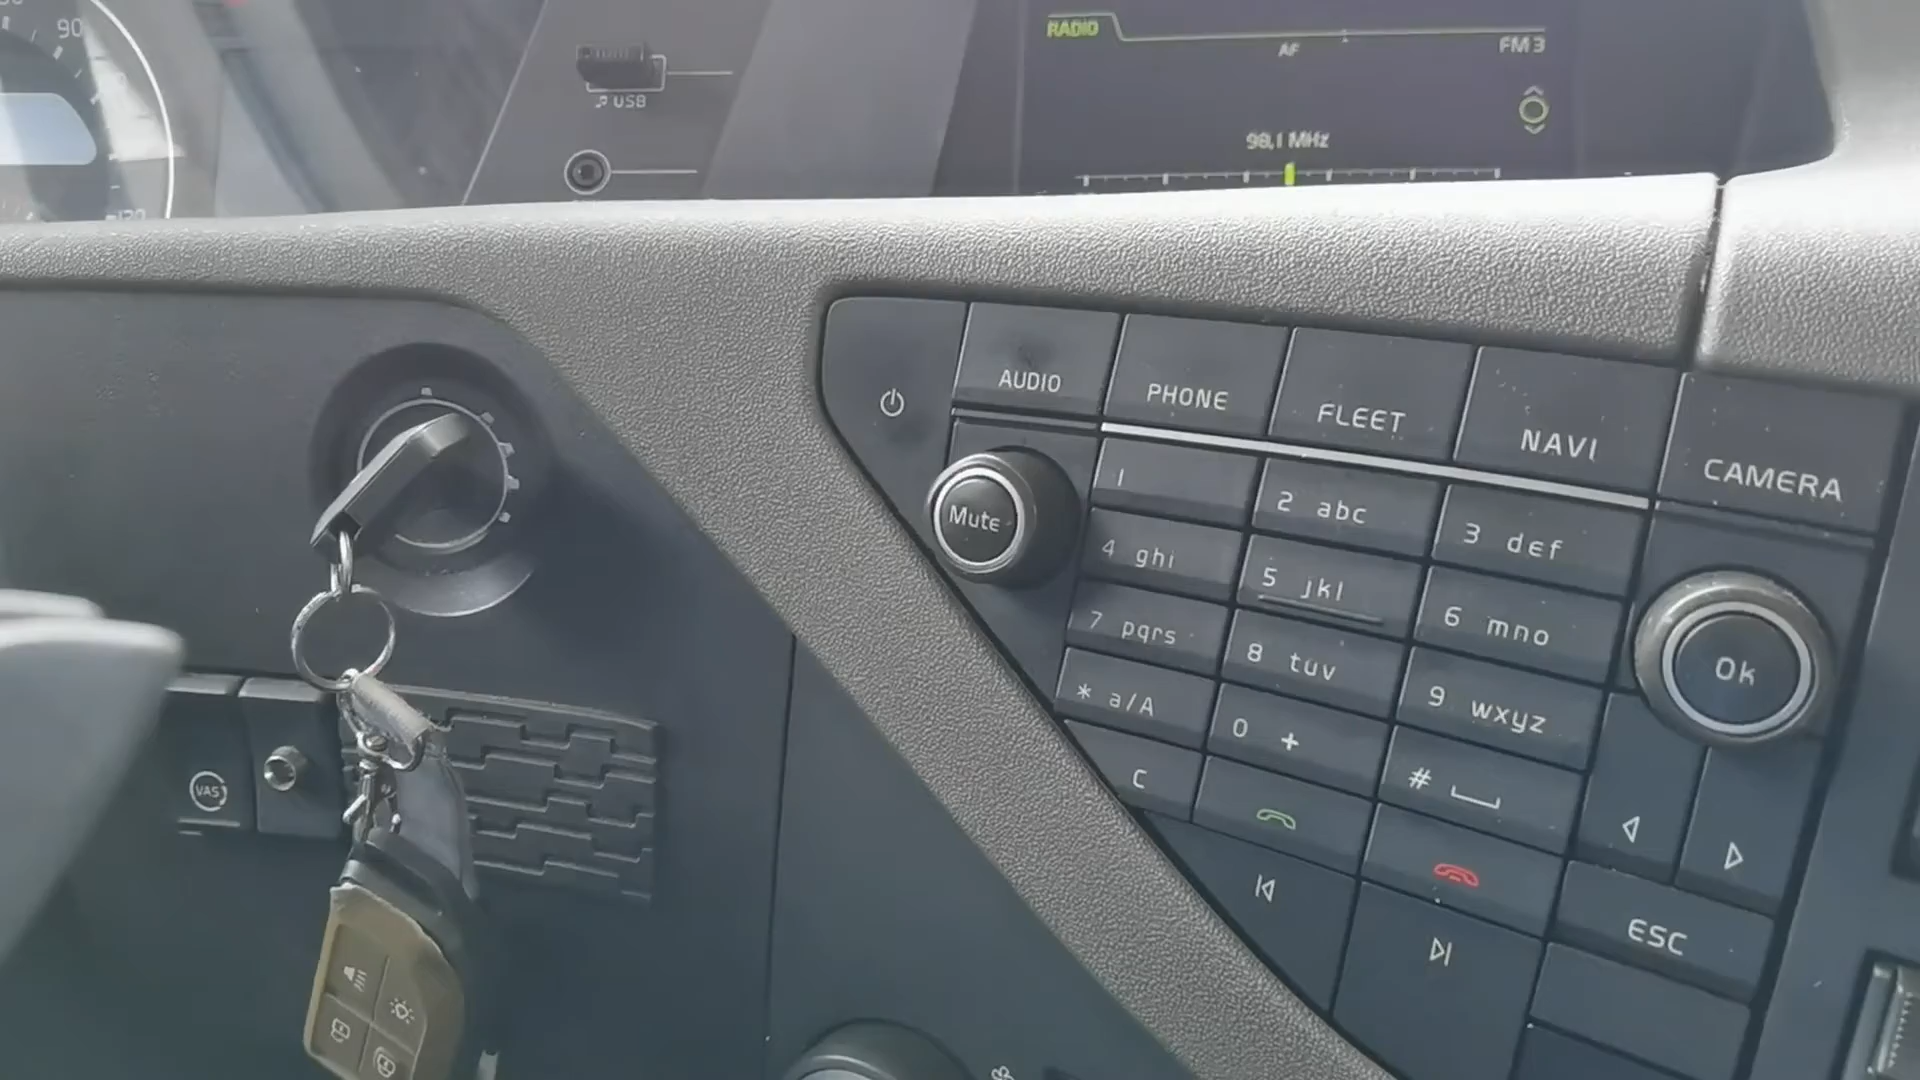 90
120
USB
RADIO
AF
FM3
98,1 MHz
AUDIO
PHONE
FLEET
NAVI
CAMERA
Mute
1
2 abc
3 def
4 ghi
5 jkl
6 mno
7 pqrs
8 tuv
9 wxyz
* a/A
0 +
#
C
Ok
ESC
VAS